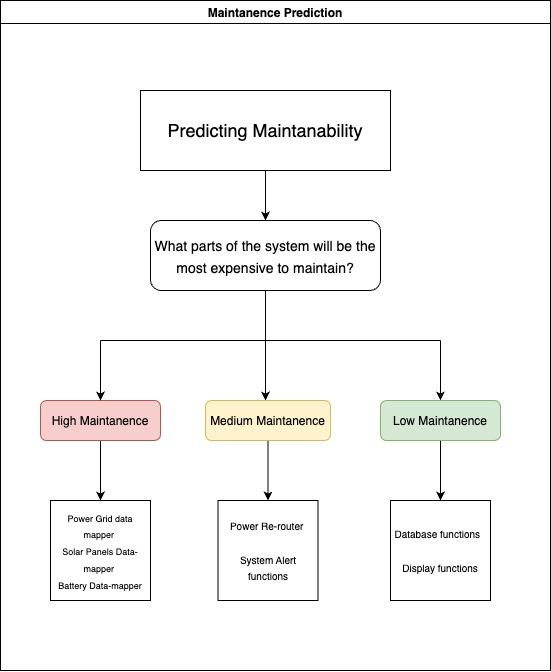 Maintanence Prediction
Predicting Maintanability
What parts of the system will be the
most expensive to maintain?
High Maintanence
Medium Maintanence
Low Maintanence
Power Grid data
mapper
Solar Panels Data-
mapper
Battery Data-mapper
Power Re-router
System Alert
functions
Database functions
Display functions